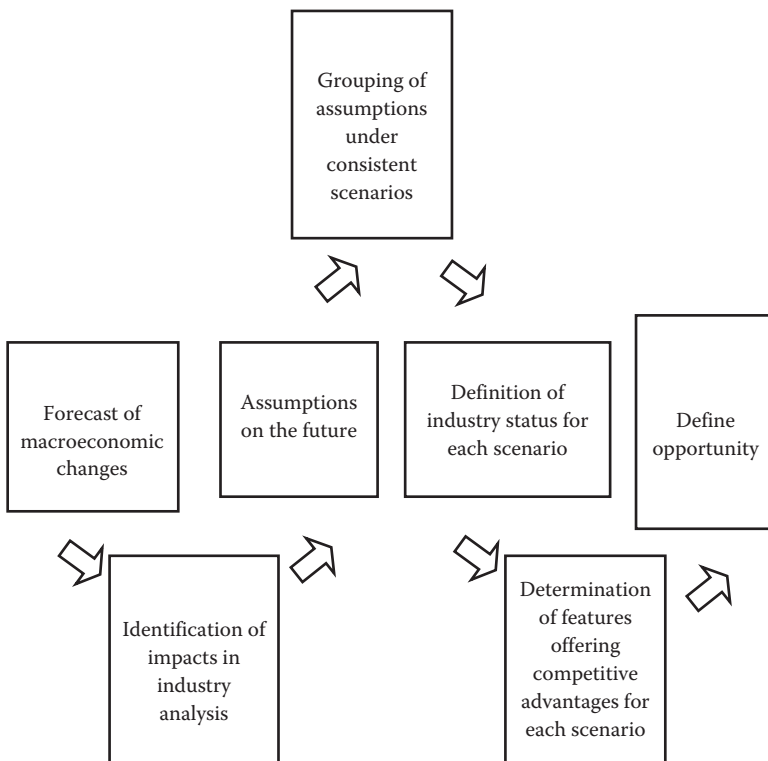 Grouping of
assumptions
under
consistent
scenarios
Forecast of
macroeconomic
changes
Assumptions
on the future
Definition of
industry status for
each scenario
Define
opportunity
Identification of
impacts in
industry
analysis
Determination
of features
offering
competitive
advantages for
each scenario